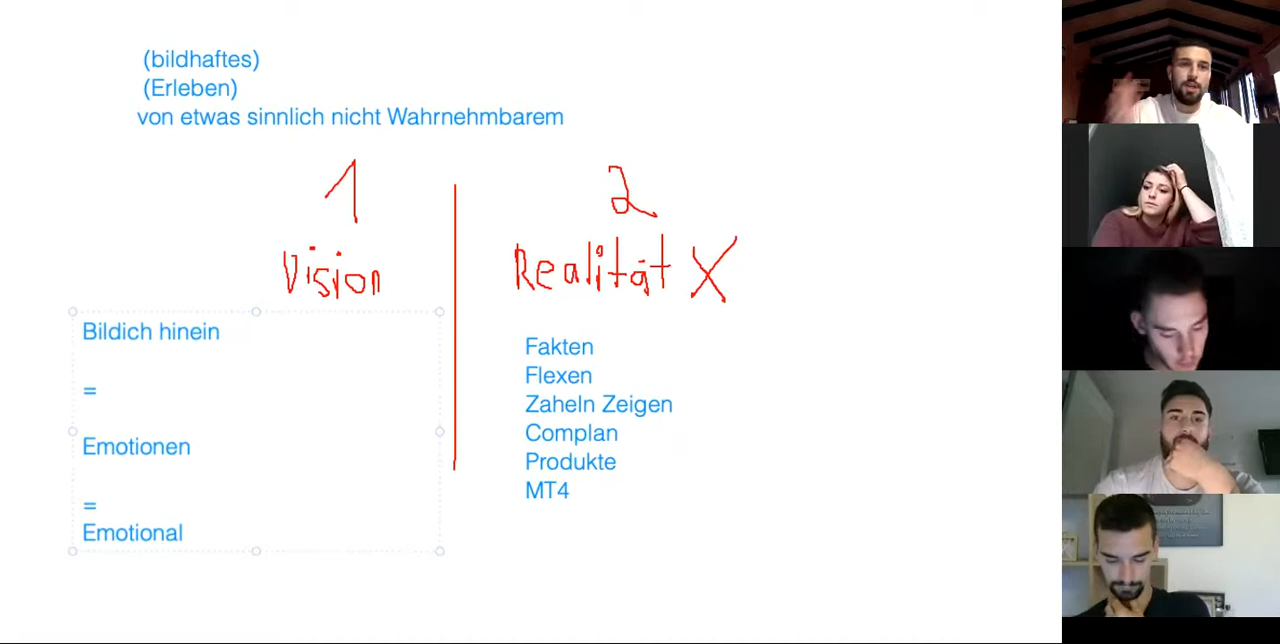 (bildhaftes)
(Erleben)
von etwas sinnlich nicht Wahrnehmbarem
1
Vision
Bildich hinein
=
Emotionen
=
Emotional
2
Realität X
Fakten
Flexen
Zaheln Zeigen
Complan
Produkte
MT4